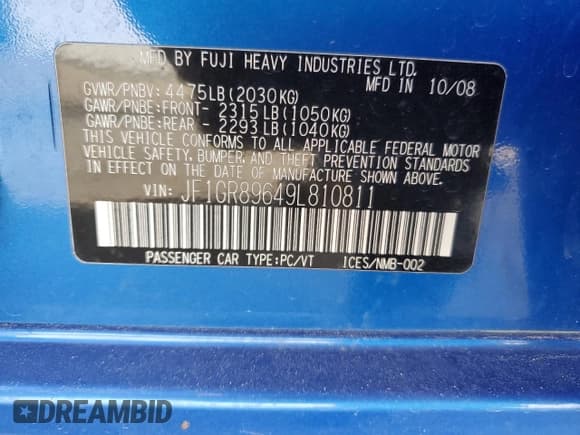 MFD BY FUJI HEAVY INDUSTRIES LTD.
GVWR/PNBV: 4475LB(2030KG) MFD IN 10/08
GAWR/PNBE:FRONT- 2315LB(1050KG)
GAWR/PNBE:REAR - 2293LB(1040KG)
THIS VEHICLE CONFORMS TO ALL APPLICABLE FEDERAL MOTOR
VEHICLE SAFETY, BUMPER, AND THEFT PREVENTION STANDARDS
IN EFFECT ON THE DATE OF MANUFACTURE SHOWN ABOVE.
VIN: JF1GR89649L810811
PASSENGER CAR TYPE:PC/VT ICES/NMB-002
DREAMBID